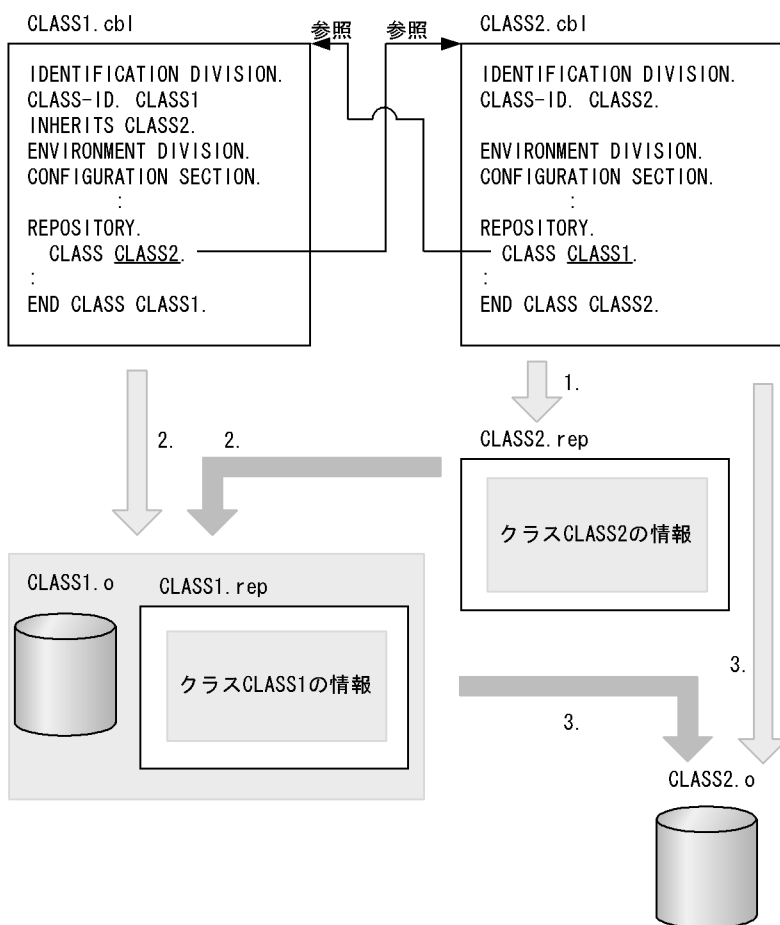 CLASS1.cbl
参照
参照
CLASS2.cbl
IDENTIFICATION DIVISION.
CLASS-ID. CLASS1
INHERITS CLASS2.
ENVIRONMENT DIVISION.
CONFIGURATION SECTION.
:
REPOSITORY.
CLASS CLASS2.
:
END CLASS CLASS1.
IDENTIFICATION DIVISION.
CLASS-ID. CLASS2.
ENVIRONMENT DIVISION.
CONFIGURATION SECTION.
:
REPOSITORY.
CLASS CLASS1.
:
END CLASS CLASS2.
1.
2.
2.
CLASS2.rep
クラスCLASS2の情報
CLASS1.o
CLASS1.rep
クラスCLASS1の情報
3.
3.
CLASS2.o